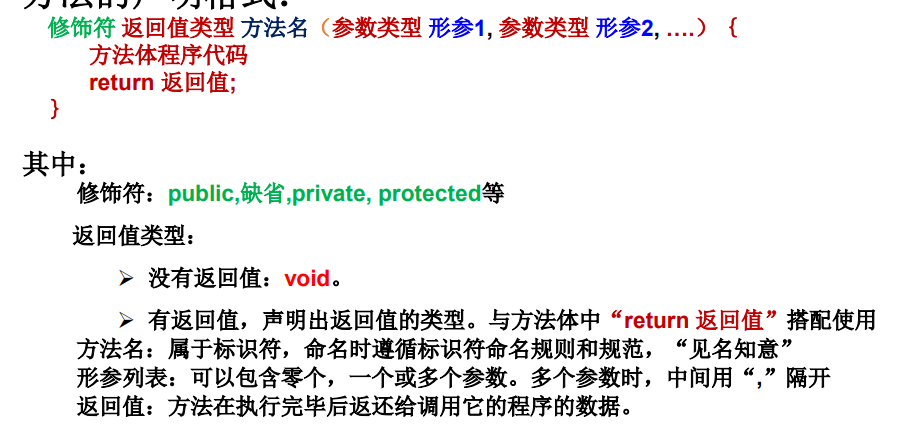 方法的声明格式：
修饰符 返回值类型 方法名（参数类型 形参1, 参数类型 形参2, ….）｛
方法体程序代码
return 返回值;
｝
其中：
修饰符：public,缺省,private, protected等
返回值类型：
➢ 没有返回值：void。
➢ 有返回值，声明出返回值的类型。与方法体中“return 返回值”搭配使用
方法名：属于标识符，命名时遵循标识符命名规则和规范，“见名知意”
形参列表：可以包含零个，一个或多个参数。多个参数时，中间用“,”隔开
返回值：方法在执行完毕后返还给调用它的程序的数据。